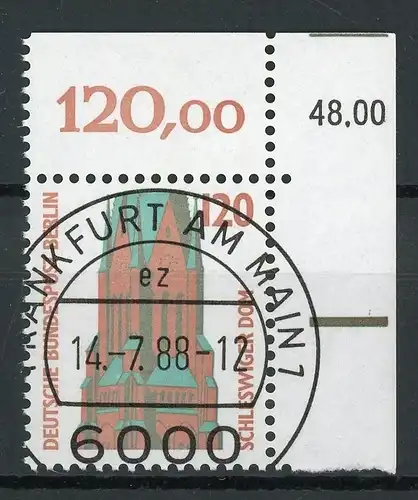 120,00
48.00
120
DEUTSCHE BUNDESPOST BERLIN
SCHLESWIGER DOM
FRANKFURT AM MAIN 1
ez
14.-7.88-12
6000